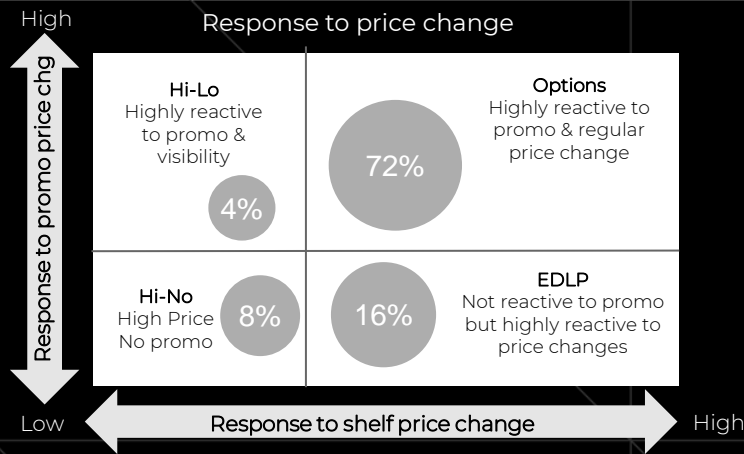 High
Response to price change
Response to promo price chg
Hi-Lo
Highly reactive
to promo &
visibility
4%
72%
Options
Highly reactive to
promo & regular
price change
Hi-No
High Price
No promo
8%
16%
EDLP
Not reactive to promo
but highly reactive to
price changes
Low
Response to shelf price change
High